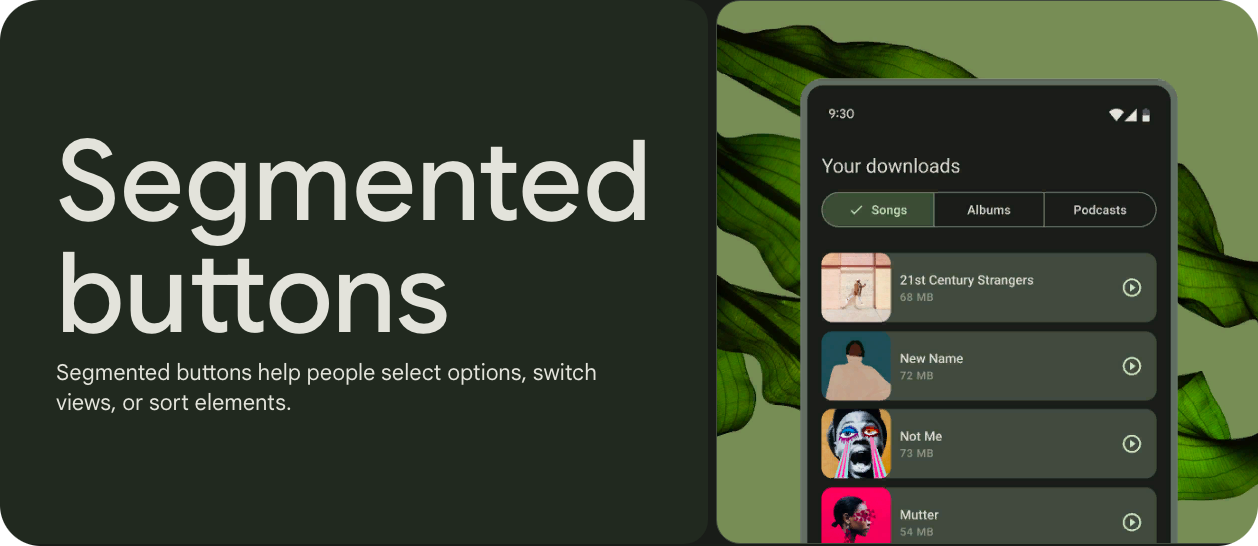 Segmented
buttons
Segmented buttons help people select options, switch
views, or sort elements.
9:30
Your downloads
Songs Albums Podcasts
21st Century Strangers
68 MB
New Name
72 MB
Not Me
73 MB
Mutter
54 MB